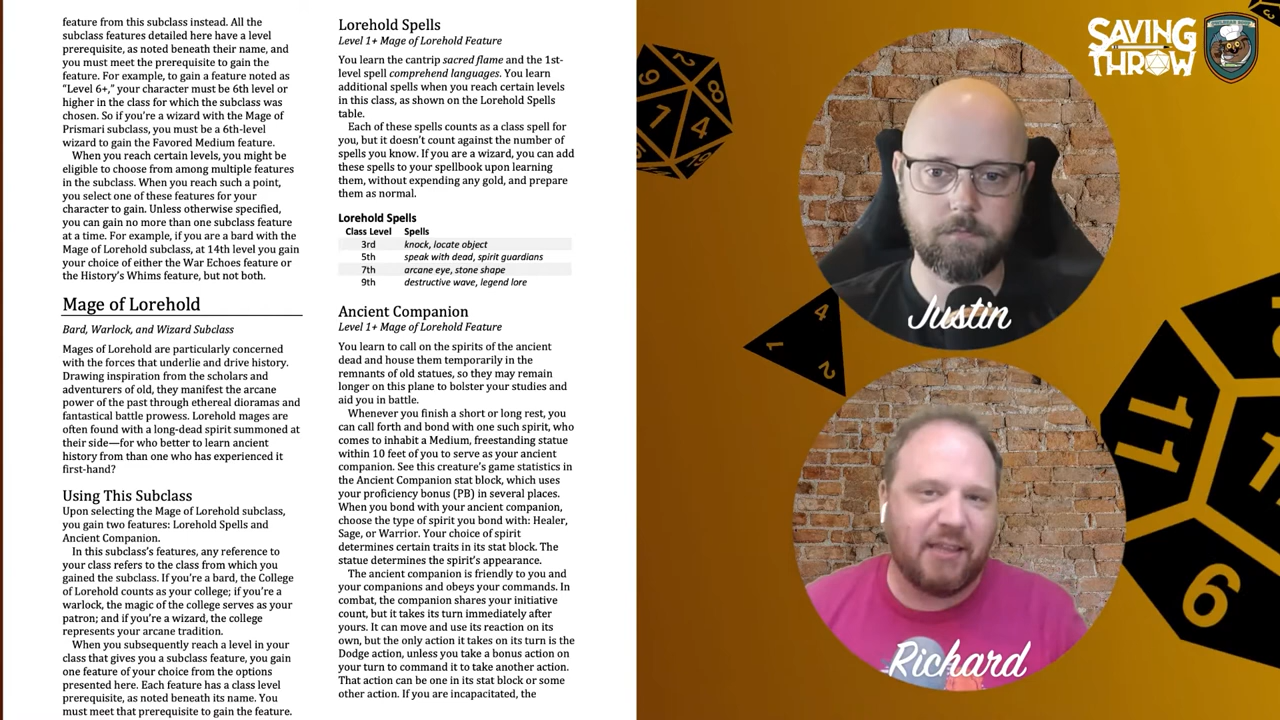 feature from this subclass instead. All the
subclass features detailed here have a level
prerequisite, as noted beneath their name, and
you must meet the prerequisite to gain the
feature. For example, to gain a feature noted as
“Level 6+,” your character must be 6th level or
higher in the class for which the subclass was
chosen. So if you’re a wizard with the Mage of
Prismari subclass, you must be a 6th-level
wizard to gain the Favored Medium feature.
When you reach certain levels, you might be
eligible to choose from among multiple features
in the subclass. When you reach such a point,
you select one of these features for your
character to gain. Unless otherwise specified,
you can gain no more than one subclass feature
at a time. For example, if you are a bard with the
Mage of Lorehold subclass, at 14th level you gain
your choice of either the War Echoes feature or
the History’s Whims feature, but not both.
Mage of Lorehold
Bard, Warlock, and Wizard Subclass
Mages of Lorehold are particularly concerned
with the forces that underlie and drive history.
Drawing inspiration from the scholars and
adventurers of old, they manifest the arcane
power of the past through ethereal dioramas and
fantastical battle prowess. Lorehold mages are
often found with a long-dead spirit summoned at
their side—for who better to learn ancient
history from than one who has experienced it
first-hand?
Using This Subclass
Upon selecting the Mage of Lorehold subclass,
you gain two features: Lorehold Spells and
Ancient Companion.
In this subclass’s features, any reference to
your class refers to the class from which you
gained the subclass. If you’re a bard, the College
of Lorehold counts as your college; if you’re a
warlock, the magic of the college serves as your
patron; and if you’re a wizard, the college
represents your arcane tradition.
When you subsequently reach a level in your
class that gives you a subclass feature, you gain
one feature of your choice from the options
presented here. Each feature has a class level
prerequisite, as noted beneath its name. You
must meet that prerequisite to gain the feature.
Lorehold Spells
Level 1+ Mage of Lorehold Feature
You learn the cantrip sacred flame and the 1st-
level spell comprehend languages. You learn
additional spells when you reach certain levels
in this class, as shown on the Lorehold Spells
table.
Each of these spells counts as a class spell for
you, but it doesn’t count against the number of
spells you know. If you are a wizard, you can add
these spells to your spellbook upon learning
them, without expending any gold, and prepare
them as normal.
Lorehold Spells
Class Level Spells
3rd knock, locate object
5th speak with dead, spirit guardians
7th arcane eye, stone shape
9th destructive wave, legend lore
Ancient Companion
Level 1+ Mage of Lorehold Feature
You learn to call on the spirits of the ancient
dead and house them temporarily in the
remnants of old statues, so they may remain
longer on this plane to bolster your studies and
aid you in battle.
Whenever you finish a short or long rest, you
can call forth and bond with one such spirit, who
comes to inhabit a Medium, freestanding statue
within 10 feet of you to serve as your ancient
companion. See this creature’s game statistics in
the Ancient Companion stat block, which uses
your proficiency bonus (PB) in several places.
When you bond with your ancient companion,
choose the type of spirit you bond with: Healer,
Sage, or Warrior. Your choice of spirit
determines certain traits in its stat block. The
statue determines the spirit’s appearance.
The ancient companion is friendly to you and
your companions and obeys your commands. In
combat, the companion shares your initiative
count, but it takes its turn immediately after
yours. It can move and use its reaction on its
own, but the only action it takes on its turn is the
Dodge action, unless you take a bonus action on
your turn to command it to take another action.
That action can be one in its stat block or some
other action. If you are incapacitated, the
SAVING
THROW
Justin
Richard
9
1
4
8
2
4
1
2
11
6